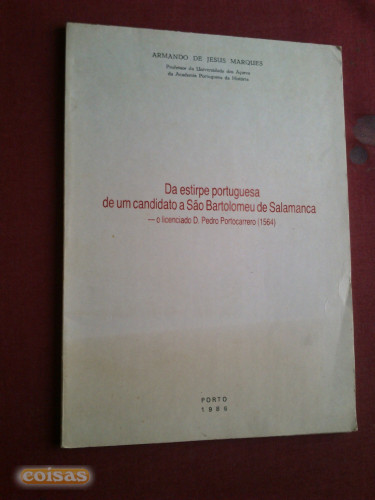 ARMANDO DE JESUS MARQUES
Professor da Universidade dos Açores
da Academia Portuguesa da História
Da estirpe portuguesa
de um candidato a São Bartolomeu de Salamanca
— o licenciado D. Pedro Portocarrero (1564)
PORTO
1986
coisas